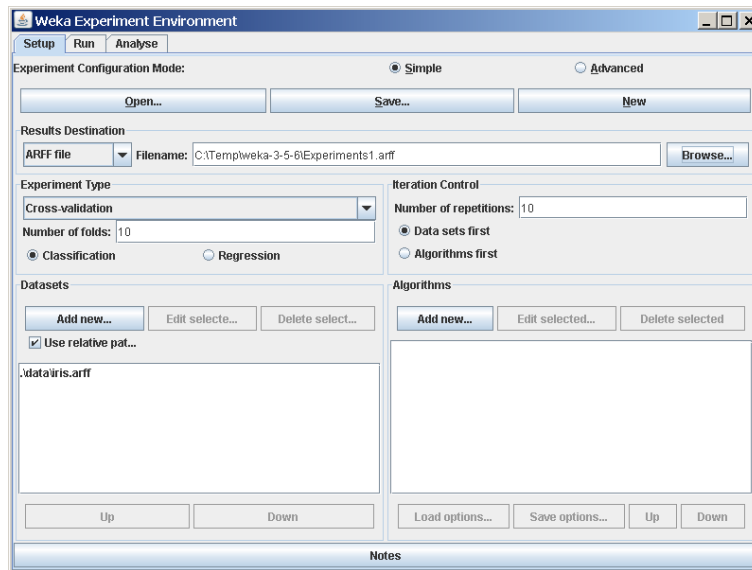 Weka Experiment Environment
Setup Run Analyse
Experiment Configuration Mode: Simple Advanced
Open... Save... New
Results Destination
ARFF file Filename: C:\Temp\weka-3-5-6\Experiments1.arff Browse...
Experiment Type
Cross-validation
Number of folds: 10
Classification Regression
Iteration Control
Number of repetitions: 10
Data sets first
Algorithms first
Datasets
Add new... Edit selecte... Delete select...
Use relative pat...
.\data\iris.arff
Up Down
Algorithms
Add new... Edit selected... Delete selected
Load options... Save options... Up Down
Notes